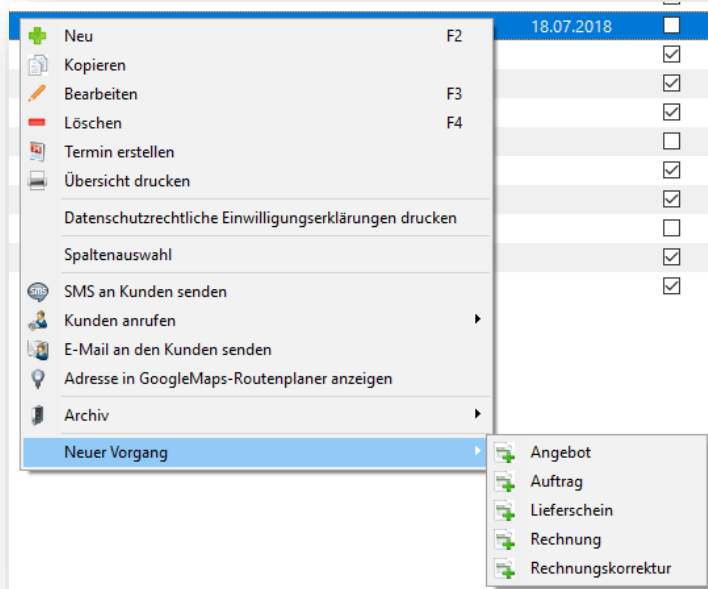 18.07.2018
Neu F2
Kopieren
Bearbeiten F3
Löschen F4
Termin erstellen
Übersicht drucken
Datenschutzrechtliche Einwilligungserklärungen drucken
Spaltenauswahl
SMS an Kunden senden
Kunden anrufen
E-Mail an den Kunden senden
Adresse in GoogleMaps-Routenplaner anzeigen
Archiv
Neuer Vorgang
Angebot
Auftrag
Lieferschein
Rechnung
Rechnungskorrektur